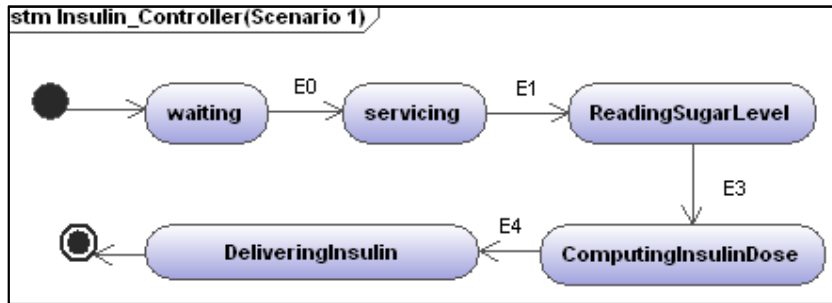 stm Insulin_Controller(Scenario 1)
E0
E1
waiting
servicing
ReadingSugarLevel
E3
E4
DeliveringInsulin
ComputingInsulinDose